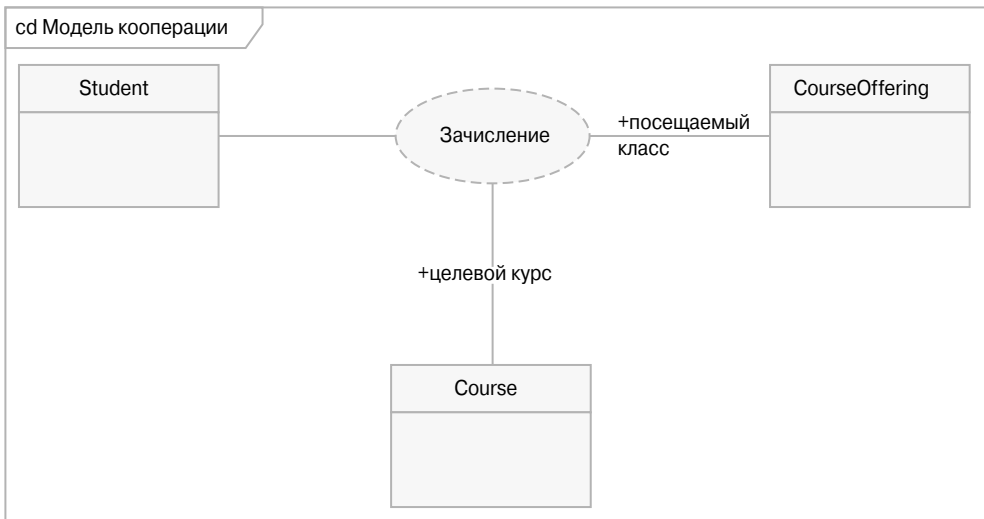 cd Модель кооперации
Student
CourseOffering
Зачисление
+посещаемый
класс
+целевой курс
Course